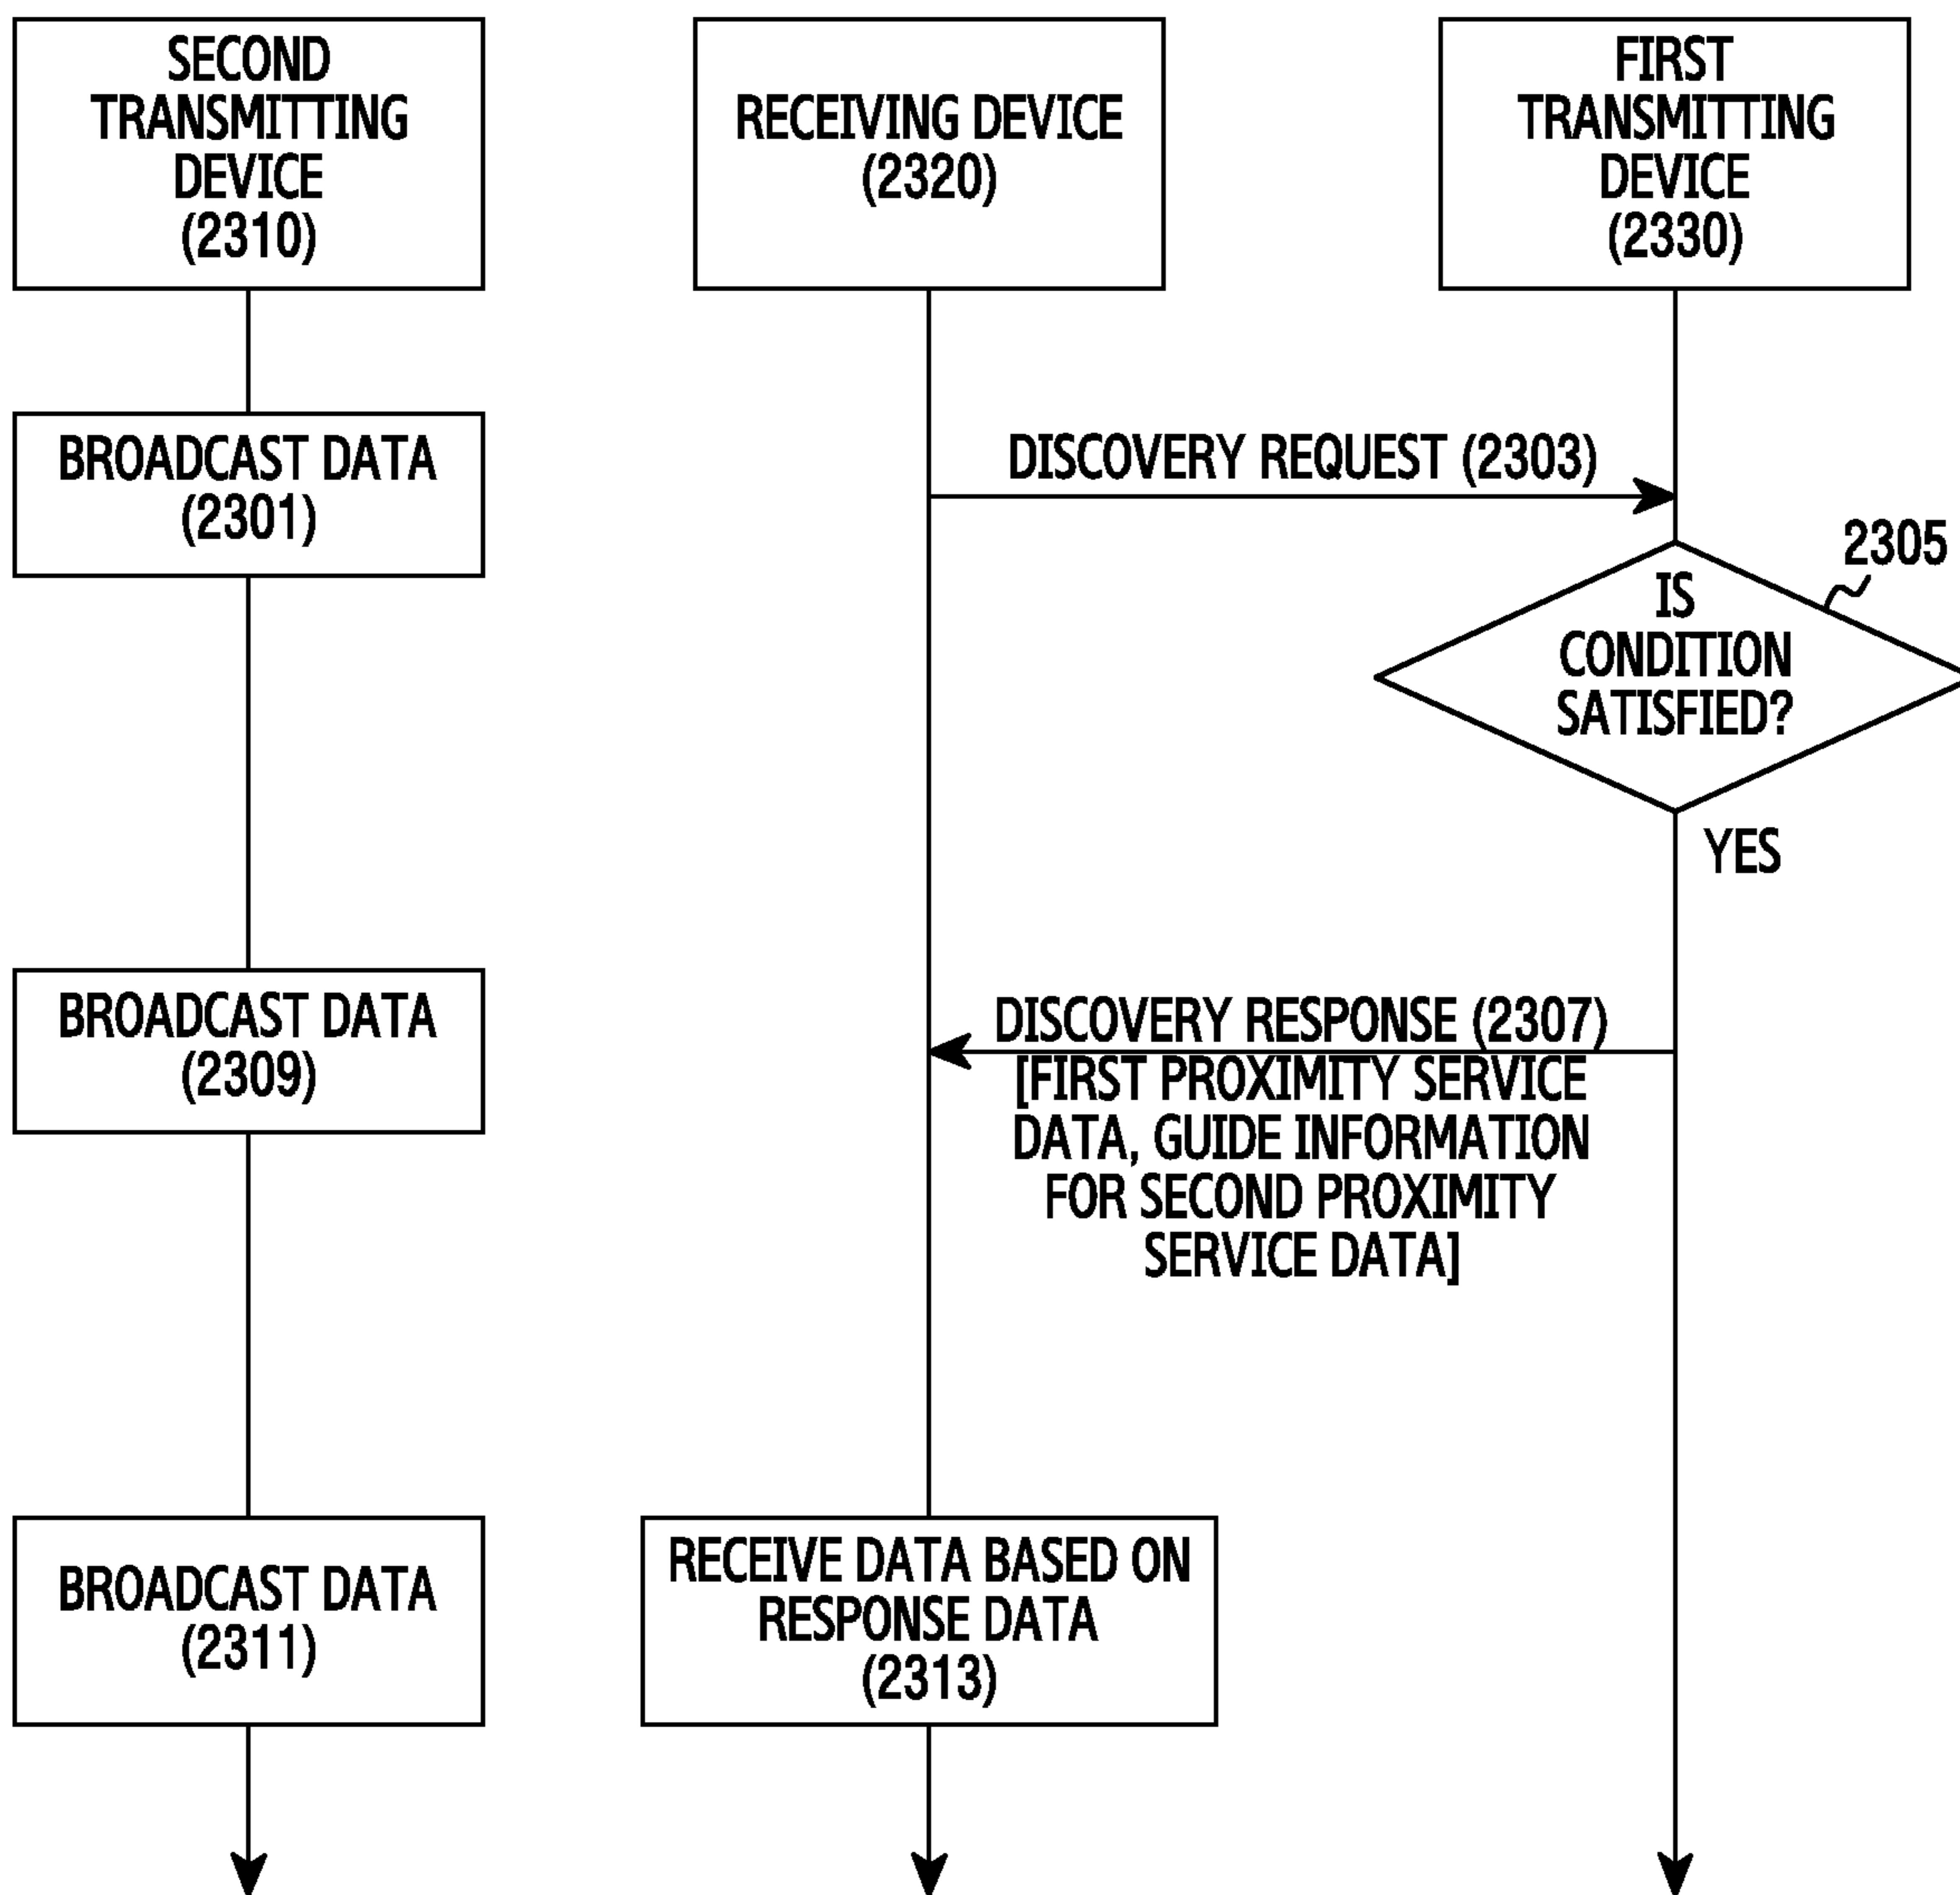 SECOND
TRANSMITTING
DEVICE
(2310)
RECEIVING DEVICE
(2320)
FIRST
TRANSMITTING
DEVICE
(2330)
BROADCAST DATA
(2301)
DISCOVERY REQUEST (2303)
2305
IS
CONDITION
SATISFIED?
YES
BROADCAST DATA
(2309)
DISCOVERY RESPONSE (2307)
[FIRST PROXIMITY SERVICE
DATA, GUIDE INFORMATION
FOR SECOND PROXIMITY
SERVICE DATA]
BROADCAST DATA
(2311)
RECEIVE DATA BASED ON
RESPONSE DATA
(2313)